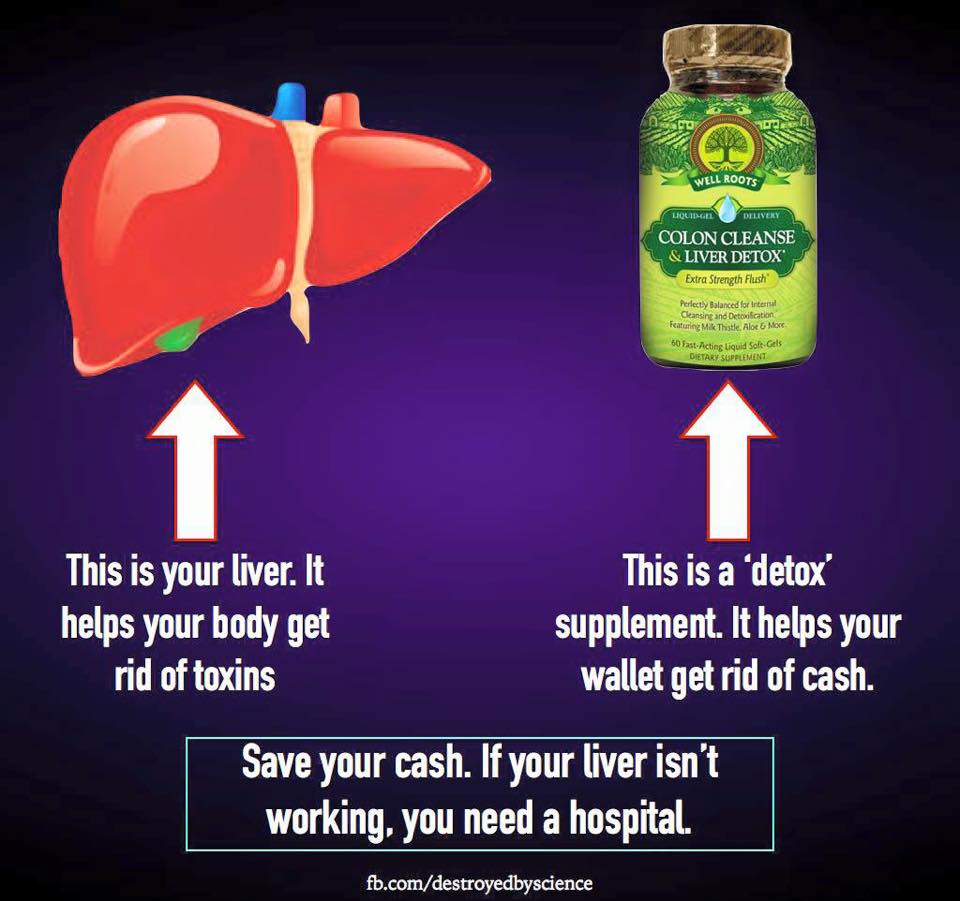 WELL ROOTS
LIQUID-GEL DELIVERY
COLON CLEANSE
& LIVER DETOX*
Extra Strength Flush*
Perfectly Balanced for Internal
Cleansing and Detoxification
Featuring Milk Thistle, Aloe & More
60 Fast-Acting Liquid Soft-Gels
DIETARY SUPPLEMENT
This is your liver. It
helps your body get
rid of toxins
This is a ‘detox’
supplement. It helps your
wallet get rid of cash.
Save your cash. If your liver isn’t
working, you need a hospital.
fb.com/destroyedbyscience